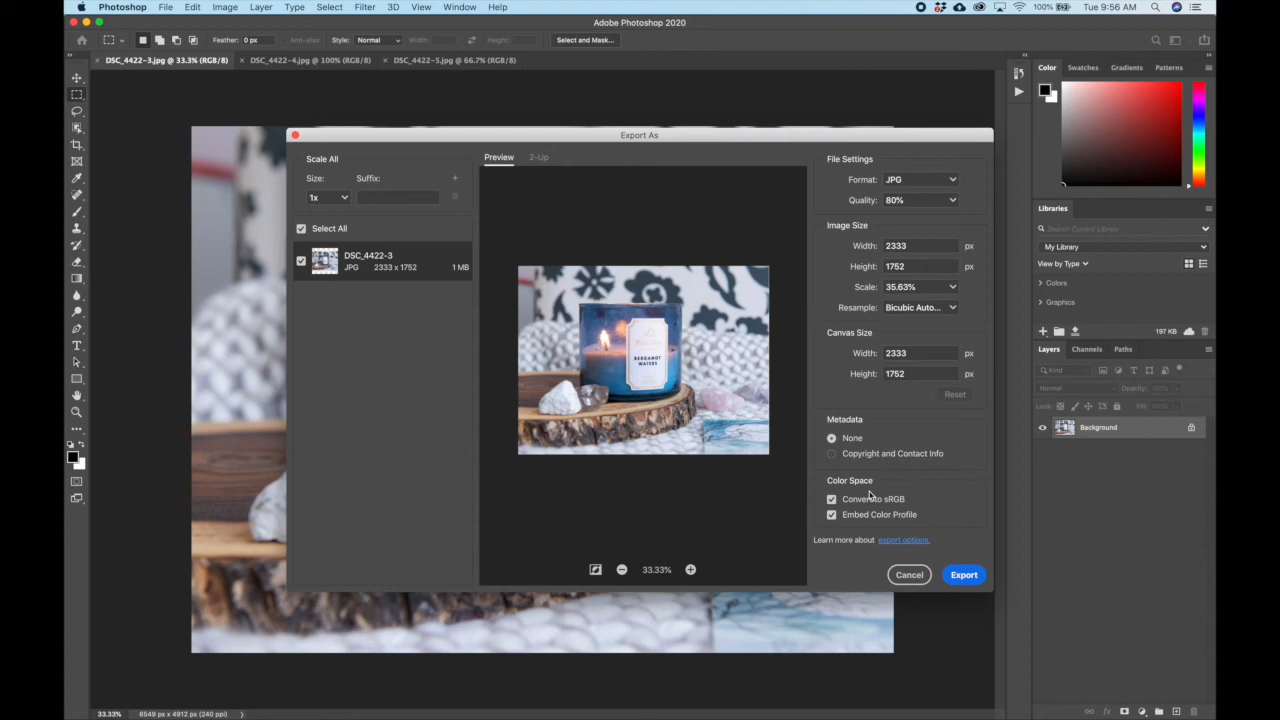 Photoshop File Edit Image Layer Type Select Filter 3D View Window Help 100% Tue 9:56 AM
Adobe Photoshop 2020
Feather: 0 px Anti-alias Style: Normal Width: Height: Select and Mask...
× DSC_4422-3.jpg @ 33.3% (RGB/8) × DSC_4422-4.jpg @ 100% (RGB/8) × DSC_4422-5.jpg @ 66.7% (RGB/8)
Color Swatches Gradients Patterns
Export As
Scale All
Size: Suffix: +
1x
Select All
DSC_4422-3
JPG 2333 x 1752 1 MB
Preview 2-Up
BERGAMOT
WATERS
33.33%
File Settings
Format: JPG
Quality: 80%
Image Size
Width: 2333 px
Height: 1752 px
Scale: 35.63%
Resample: Bicubic Auto...
Canvas Size
Width: 2333 px
Height: 1752 px
Reset
Metadata
None
Copyright and Contact Info
Color Space
Convert to sRGB
Embed Color Profile
Learn more about export options.
Cancel Export
Libraries
Search Current Library
My Library
View by Type
Colors
Graphics
197 KB
Layers Channels Paths
Kind
Normal Opacity: 100%
Lock: Fill: 100%
Background
33.33% 6549 px x 4912 px (240 ppi)